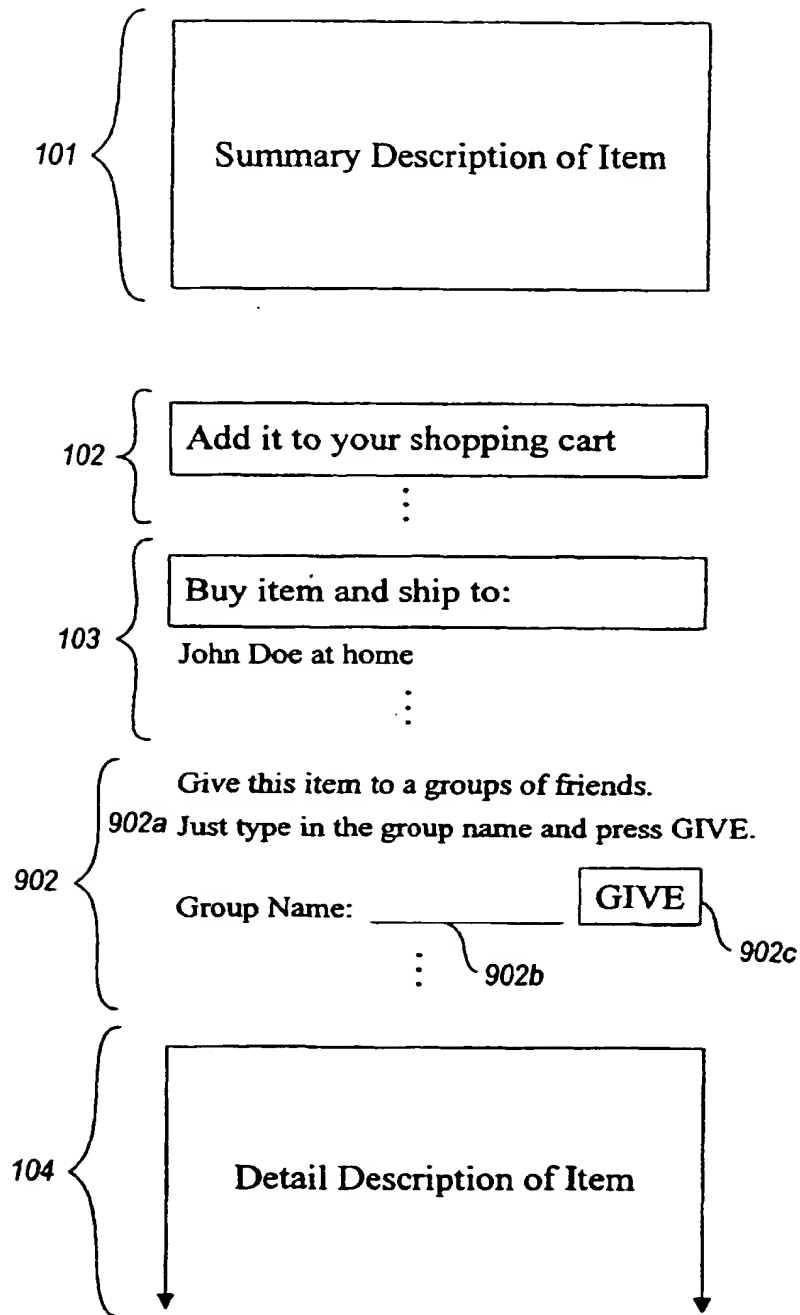 101
Summary Description of Item
102
Add it to your shopping cart
103
Buy item and ship to:
John Doe at home
902
Give this item to a groups of friends.
902a Just type in the group name and press GIVE.
Group Name: GIVE
902b
902c
104
Detail Description of Item